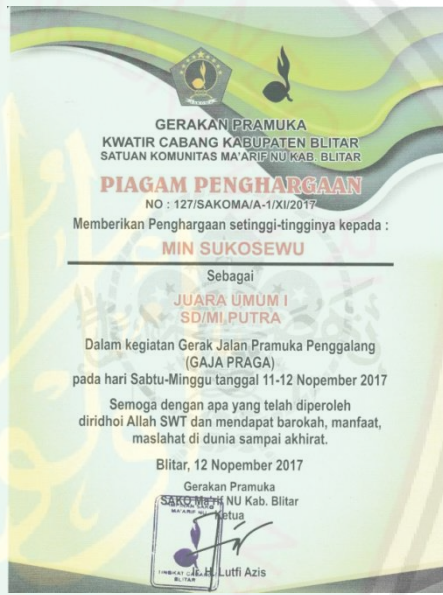 GERAKAN PRAMUKA
KWATIR CABANG KABUPATEN BLITAR
SATUAN KOMUNITAS MA'ARIF NU KAB. BLITAR
PIAGAM PENGHARGAAN
NO : 127/SAKOMA/A-1/XI/2017
Memberikan Penghargaan setinggi-tingginya kepada :
MIN SUKOSEWU
Sebagai
JUARA UMUM I
SD/MI PUTRA
Dalam kegiatan Gerak Jalan Pramuka Penggalang
(GAJA PRAGA)
pada hari Sabtu-Minggu tanggal 11-12 Nopember 2017
Semoga dengan apa yang telah diperoleh
diridhoi Allah SWT dan mendapat barokah, manfaat,
maslahat di dunia sampai akhirat.
Blitar, 12 Nopember 2017
Gerakan Pramuka
SAKO Ma'rif NU Kab. Blitar
Ketua
MA'ARIF NU
BLITAR
H. Lutfi Azis